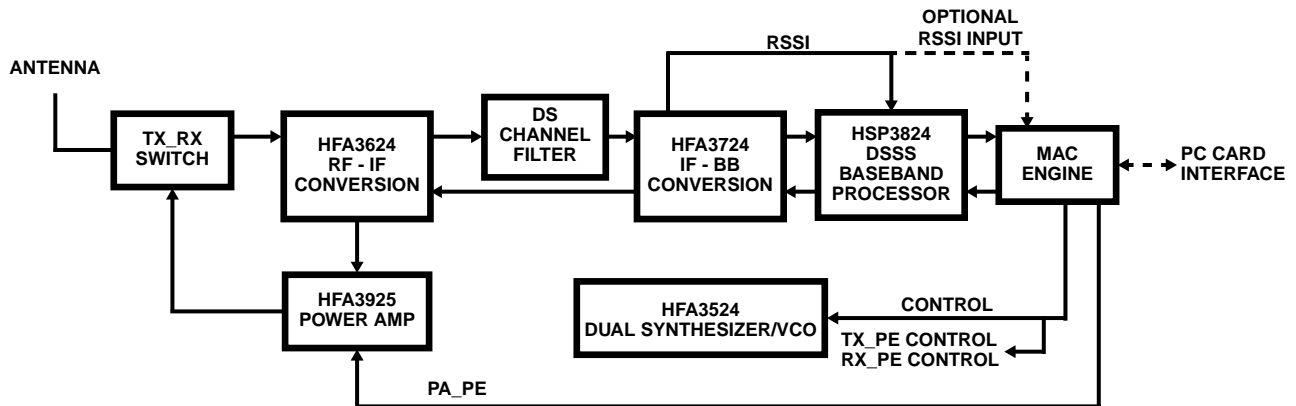 OPTIONAL
RSSI INPUT
RSSI
ANTENNA
TX_RX
SWITCH
HFA3624
RF - IF
CONVERSION
DS
CHANNEL
FILTER
HFA3724
IF - BB
CONVERSION
HSP3824
DSSS
BASEBAND
PROCESSOR
MAC
ENGINE
PC CARD
INTERFACE
HFA3925
POWER AMP
HFA3524
DUAL SYNTHESIZER/VCO
CONTROL
TX_PE CONTROL
RX_PE CONTROL
PA_PE